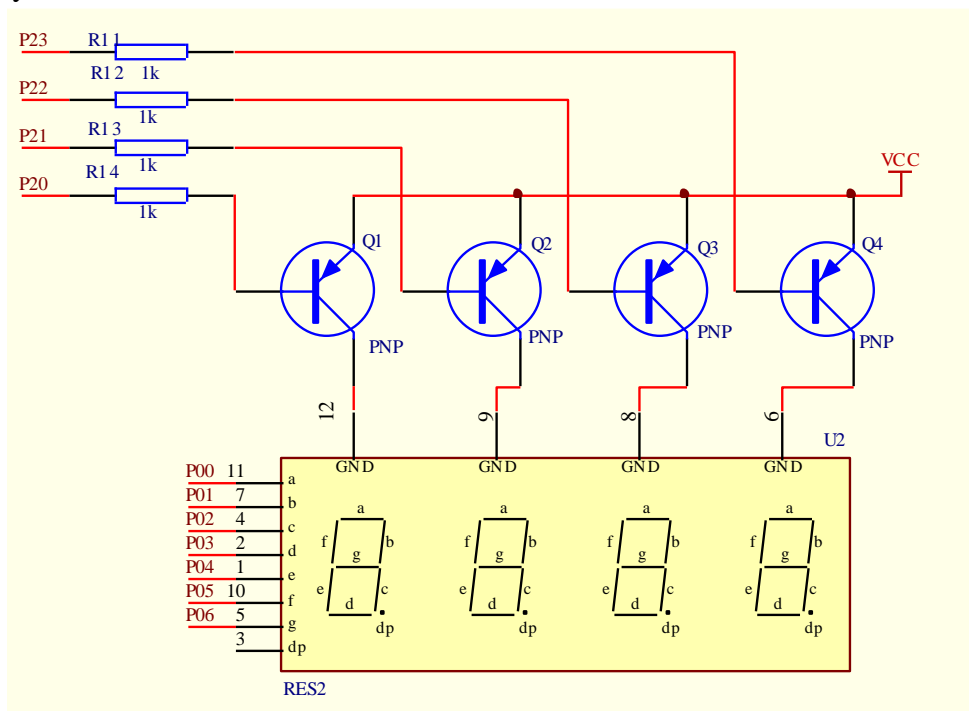 P23 R11
R12 1k
P22
1k
R13
P21
1k
R14
P20
1k
VCC
Q1 Q2 Q3 Q4
PNP PNP PNP PNP
12 9 8 6
U2
GND GND GND GND
P00 11 a
P01 7 b
P02 4 c
P03 2 d
P04 1 e
P05 10 f
P06 5 g
3 dp
a a a a
f b f b f b f b
g g g g
e c e c e c e c
d d d d
dp dp dp dp
RES2